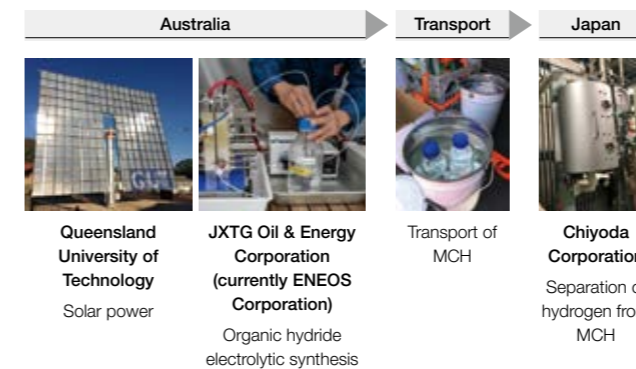 Australia
Transport
Japan
Queensland
University of
Technology
Solar power
JXTG Oil & Energy
Corporation
(currently ENEOS
Corporation)
Organic hydride
electrolytic synthesis
Transport of
MCH
Chiyoda
Corporation
Separation
hydrogen
MCH